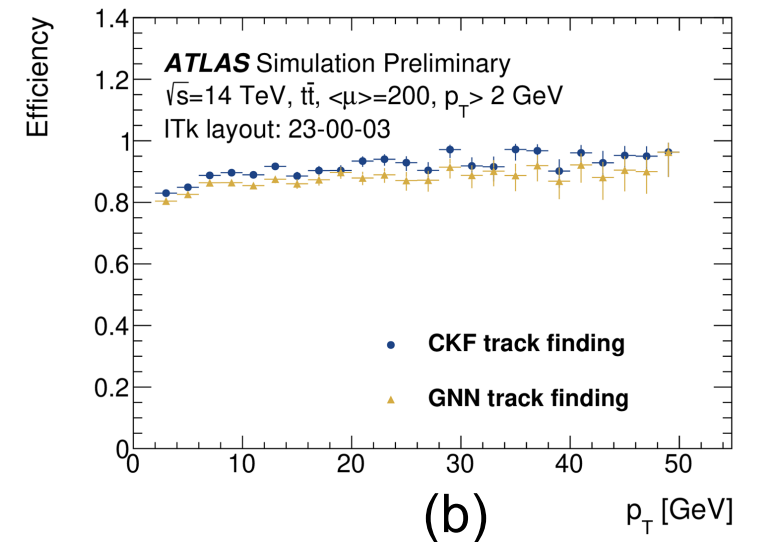 Efficiency
1.4
1.2
1
0.8
0.6
0.4
0.2
0
ATLAS Simulation Preliminary
√s=14 TeV, tt̄, <μ>=200, p_T> 2 GeV
ITk layout: 23-00-03
CKF track finding
GNN track finding
0 10 20 30 40 50
p_T [GeV]
(b)